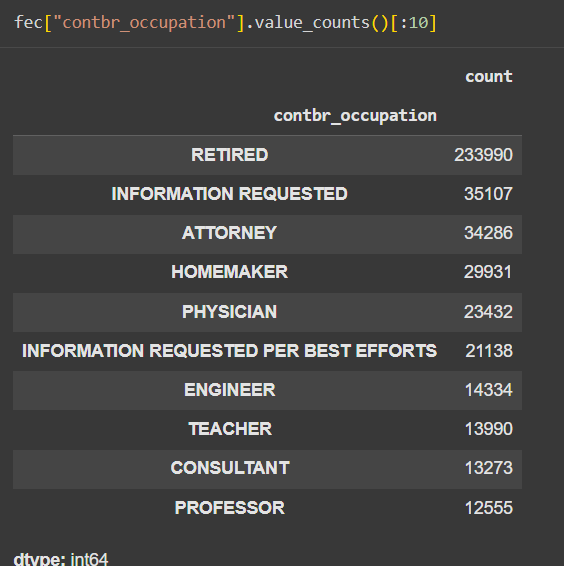 fec["contbr_occupation"].value_counts()[:10]
count
contbr_occupation
RETIRED 233990
INFORMATION REQUESTED 35107
ATTORNEY 34286
HOMEMAKER 29931
PHYSICIAN 23432
INFORMATION REQUESTED PER BEST EFFORTS 21138
ENGINEER 14334
TEACHER 13990
CONSULTANT 13273
PROFESSOR 12555
dtype: int64